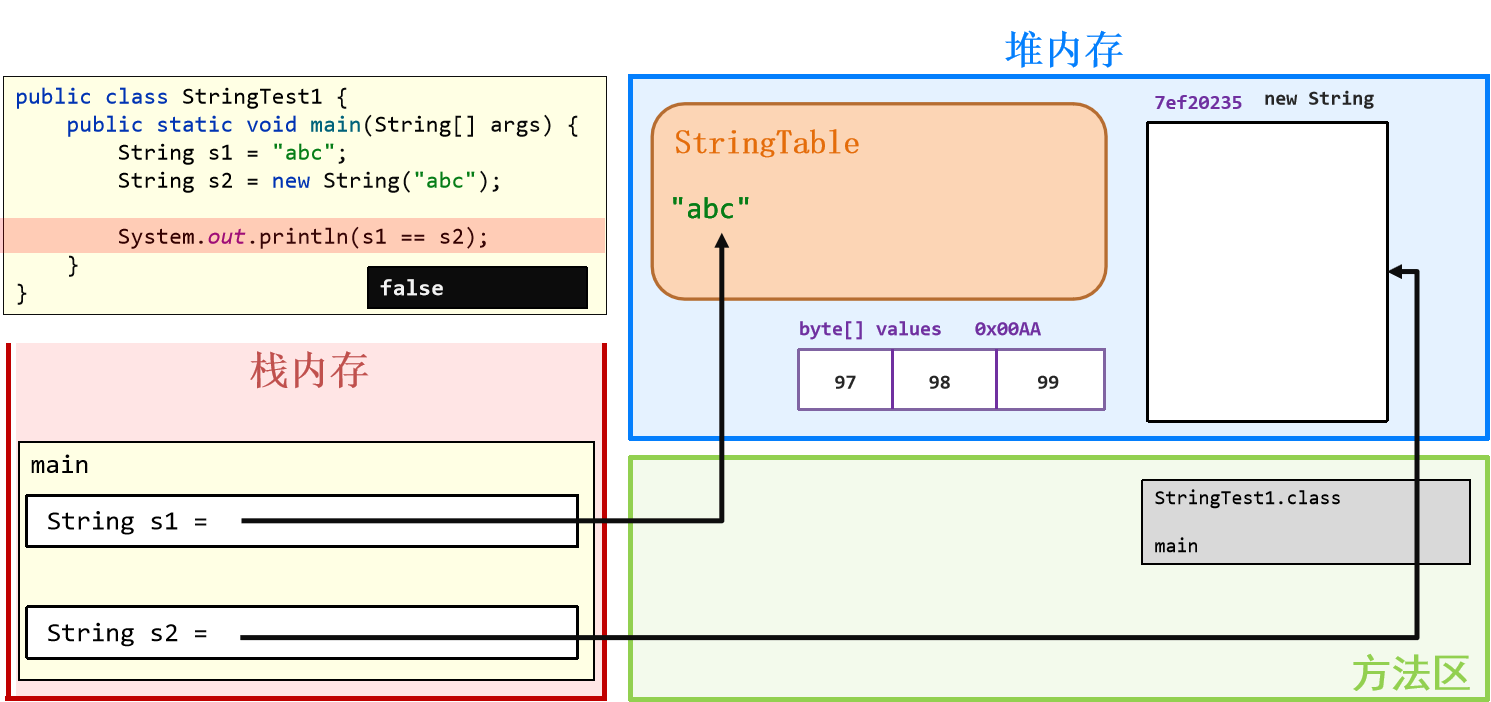 堆内存
public class StringTest1 {
public static void main(String[] args) {
String s1 = "abc";
String s2 = new String("abc");
System.out.println(s1 == s2);
}
}
false
StringTable
"abc"
7ef20235 new String
byte[] values 0x00AA
97 98 99
栈内存
main
String s1 =
String s2 =
StringTest1.class
main
方法区